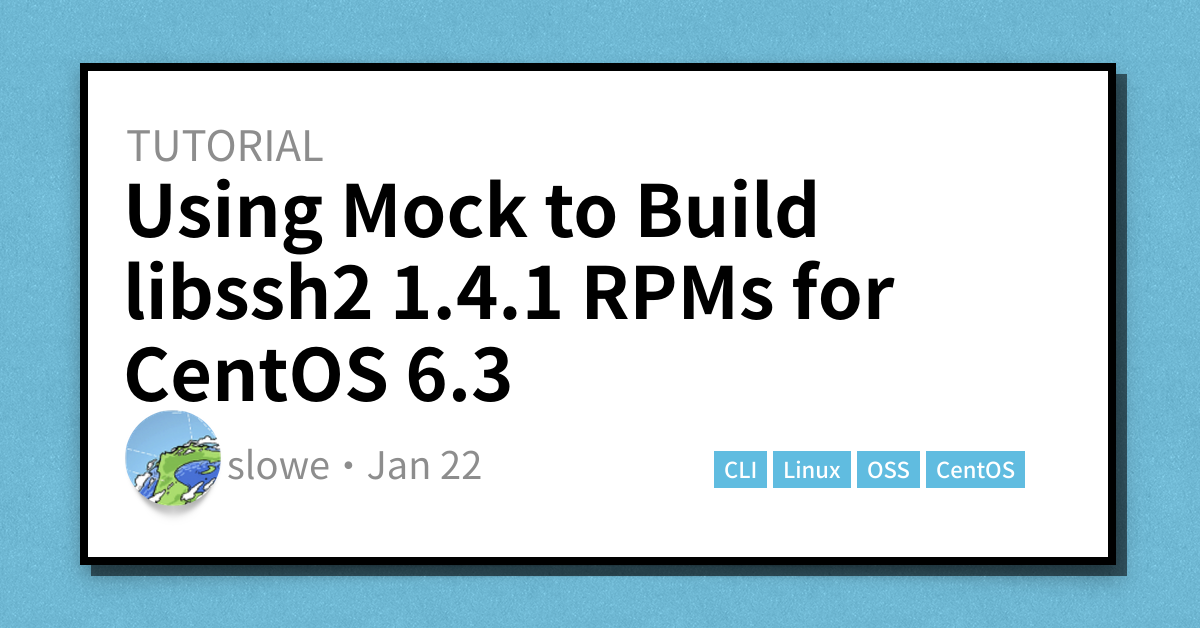 TUTORIAL
Using Mock to Build
libssh2 1.4.1 RPMs for
CentOS 6.3
slowe • Jan 22
CLI Linux OSS CentOS